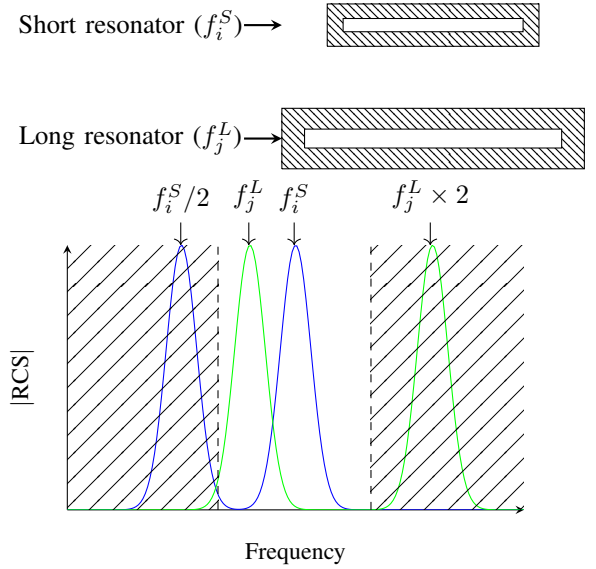 Short resonator (f_i^S)
Long resonator (f_j^L)
f_i^S/2 f_j^L f_i^S f_j^L × 2
|RCS|
Frequency